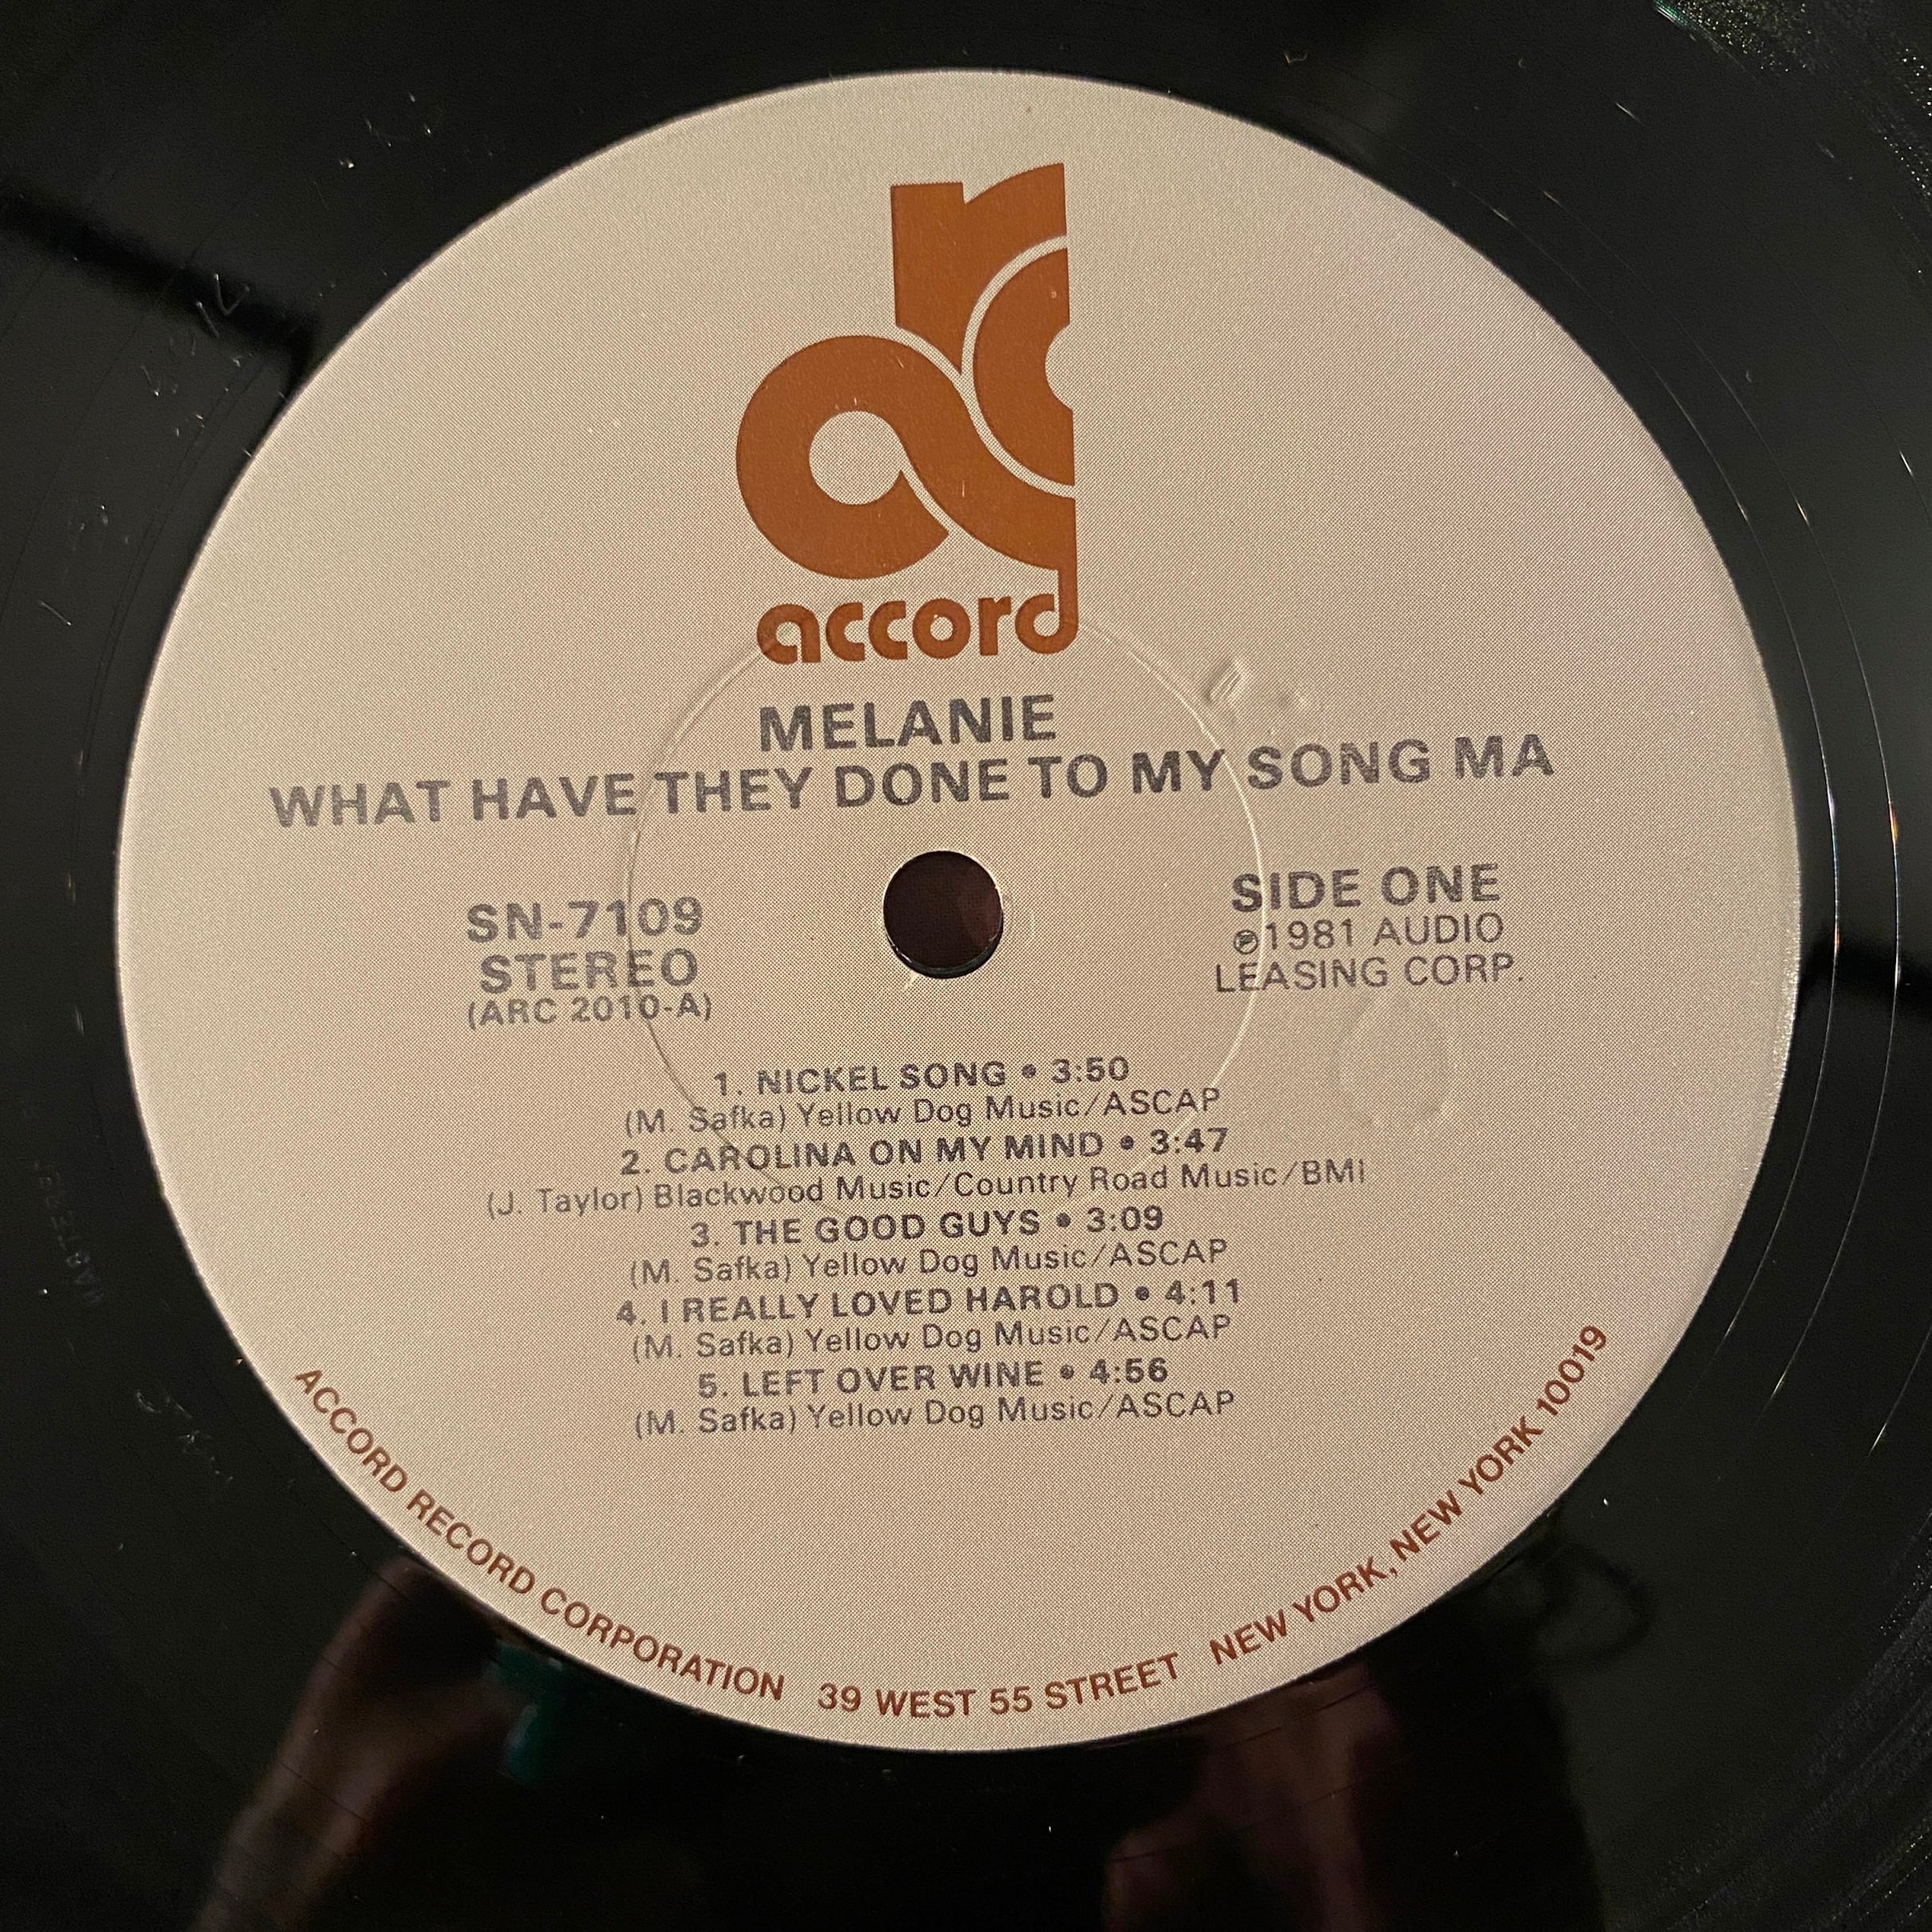 accord
MELANIE
WHAT HAVE THEY DONE TO MY SONG MA
SN-7109
STEREO
(ARC 2010-A)
SIDE ONE
℗1981 AUDIO
LEASING CORP.
1. NICKEL SONG • 3:50
(M. Safka) Yellow Dog Music/ASCAP
2. CAROLINA ON MY MIND • 3:47
(J. Taylor) Blackwood Music/Country Road Music/BMI
3. THE GOOD GUYS • 3:09
(M. Safka) Yellow Dog Music/ASCAP
4. I REALLY LOVED HAROLD • 4:11
(M. Safka) Yellow Dog Music/ASCAP
5. LEFT OVER WINE • 4:56
(M. Safka) Yellow Dog Music/ASCAP
ACCORD RECORD CORPORATION 39 WEST 55 STREET NEW YORK, NEW YORK 10019